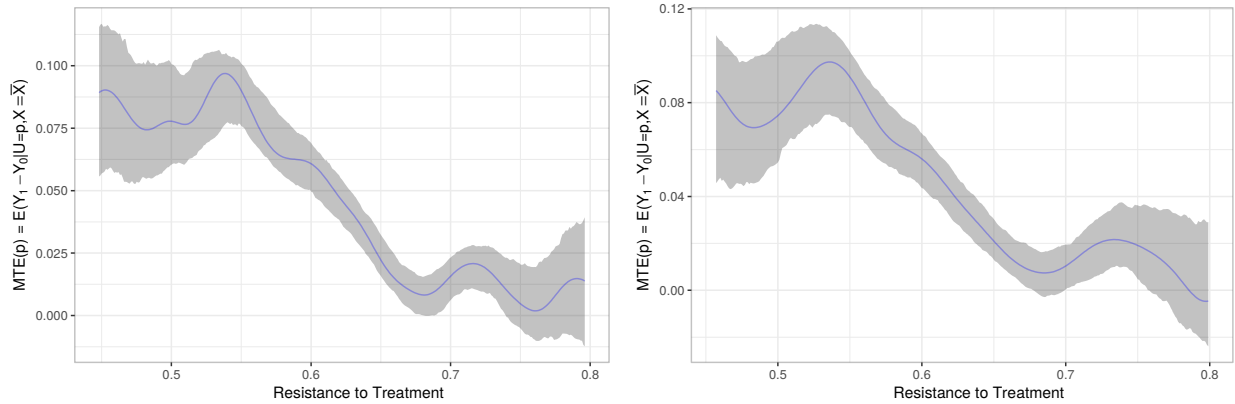 MTE(p) = E(Y₁ − Y₀|U=p,X = X̅)
0.100
0.075
0.050
0.025
0.000
0.5 0.6 0.7 0.8
Resistance to Treatment
MTE(p) = E(Y₁ − Y₀|U=p,X = X̅)
0.12
0.08
0.04
0.00
0.5 0.6 0.7 0.8
Resistance to Treatment